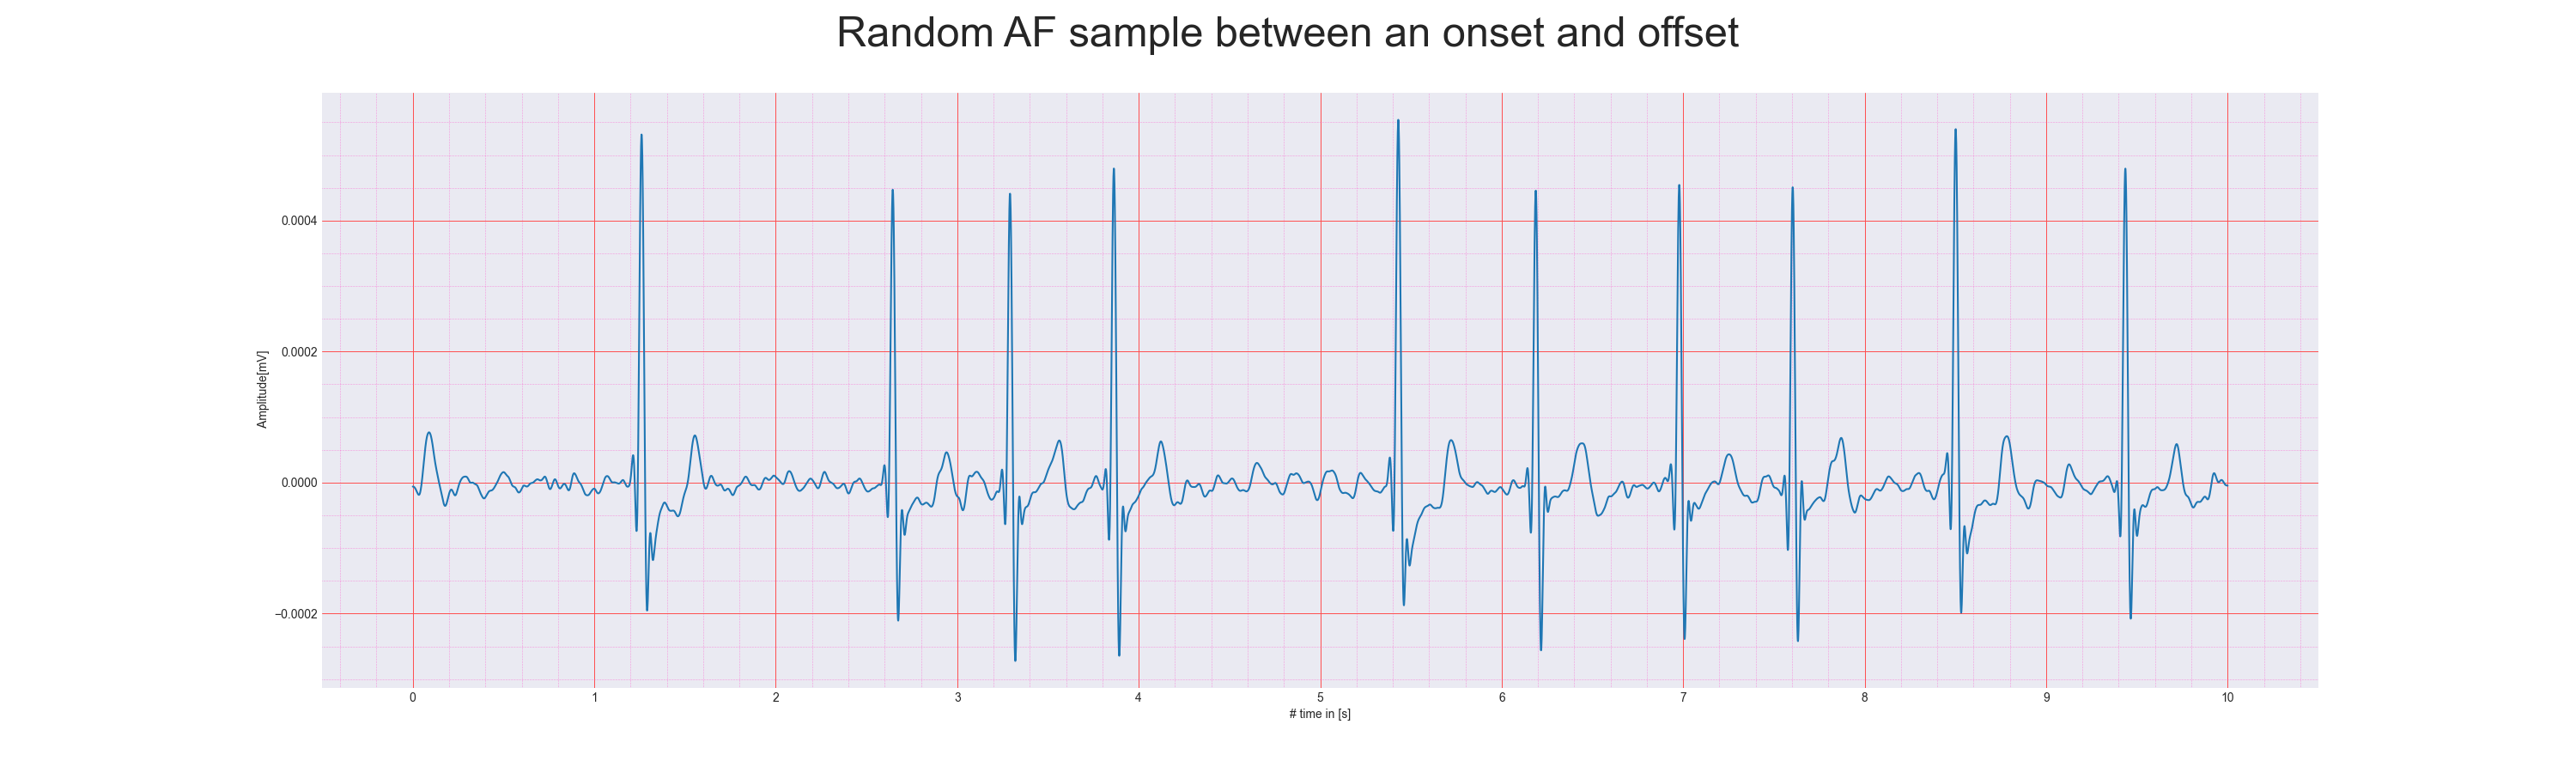 Random AF sample between an onset and offset
0.0004
0.0002
0.0000
−0.0002
Amplitude[mV]
0 1 2 3 4 5 6 7 8 9 10
# time in [s]